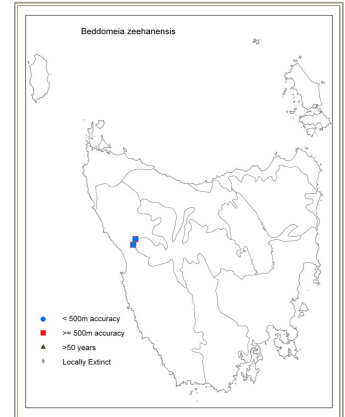 Beddomeia zeehanensis
< 500m accuracy
>= 500m accuracy
>50 years
Locally Extinct